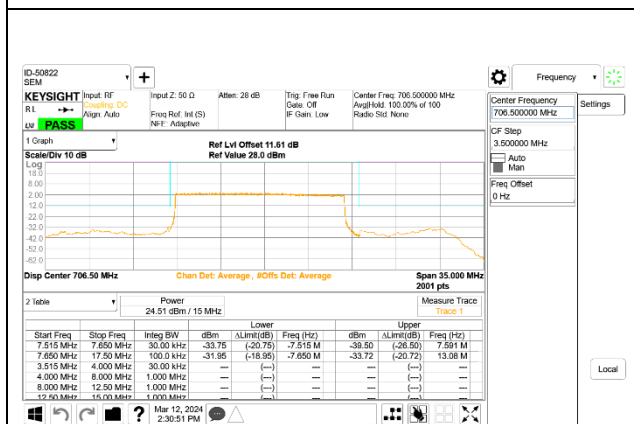 ID-50822
SEM
Frequency
KEYSIGHT
R L
PASS
Input: RF
Coupling: DC
Align: Auto
Input Z: 50 Ω
Freq Ref: Int (S)
NFE: Adaptive
Atten: 28 dB
Trig: Free Run
Gate: Off
IF Gain: Low
Center Freq: 706.500000 MHz
Avg|Hold: 100.00% of 100
Radio Std: None
Center Frequency
706.500000 MHz
Settings
CF Step
3.500000 MHz
Auto
Man
Freq Offset
0 Hz
1 Graph
Scale/Div 10 dB
Ref Lvl Offset 11.61 dB
Ref Value 28.0 dBm
Log
18.0
8.00
-2.00
-12.0
-22.0
-32.0
-42.0
-52.0
-62.0
Disp Center 706.50 MHz
Chan Det: Average , #Offs Det: Average
Span 35.000 MHz
2001 pts
2 Table
Power
24.51 dBm / 15 MHz
Measure Trace
Trace 1
Lower Upper
Start Freq Stop Freq Integ BW dBm ΔLimit(dB) Freq (Hz) dBm ΔLimit(dB) Freq (Hz)
7.515 MHz 7.650 MHz 30.00 kHz -33.75 (-20.75) -7.515 M -39.50 (-26.50) 7.591 M
7.650 MHz 17.50 MHz 100.0 kHz -31.95 (-18.95) -7.650 M -33.72 (-20.72) 13.08 M
3.515 MHz 4.000 MHz 30.00 kHz --- (---) --- --- (---) ---
4.000 MHz 8.000 MHz 1.000 MHz --- (---) --- --- (---) ---
8.000 MHz 12.50 MHz 1.000 MHz --- (---) --- --- (---) ---
12.50 MHz 15.00 MHz 1.000 MHz --- (---) --- --- (---) ---
Local
Mar 12, 2024
2:30:51 PM